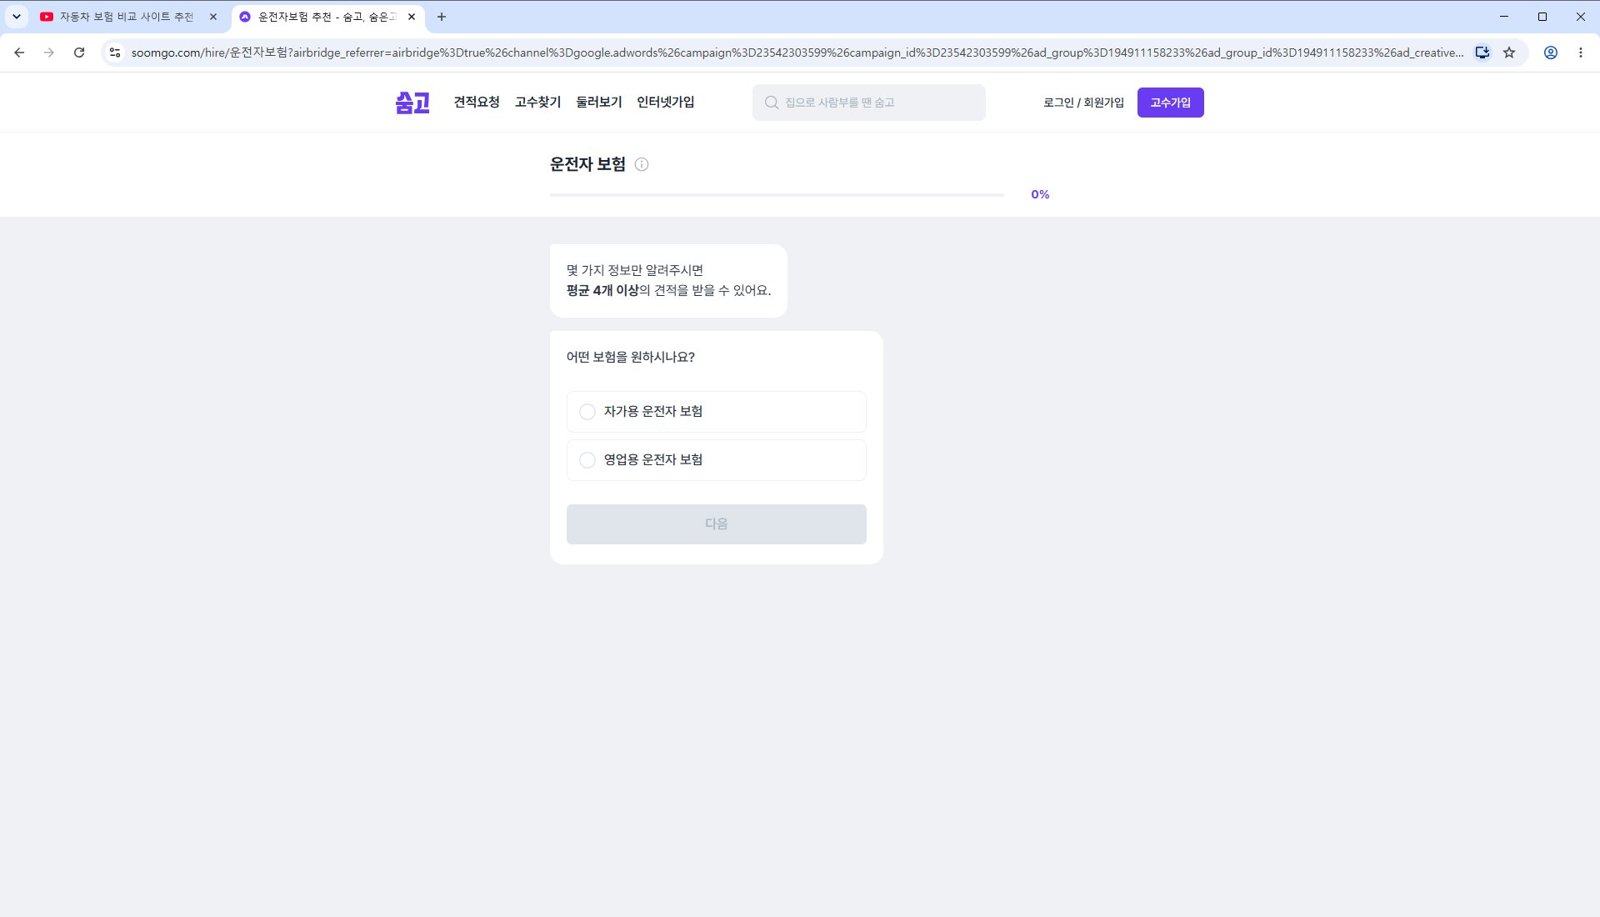 자동차 보험 비교 사이트 추천
운전자보험 추천 - 숨고, 숨은고
soomgo.com/hire/운전자보험?airbridge_referrer=airbridge%3Dtrue%26channel%3Dgoogle.adwords%26campaign%3D23542303599%26campaign_id%3D23542303599%26ad_group%3D194911158233%26ad_group_id%3D194911158233%26ad_creative...
숨고
견적요청 고수찾기 둘러보기 인터넷가입
집으로 사람부를 땐 숨고
로그인 / 회원가입
고수가입
운전자 보험
0%
몇 가지 정보만 알려주시면
평균 4개 이상의 견적을 받을 수 있어요.
어떤 보험을 원하시나요?
자가용 운전자 보험
영업용 운전자 보험
다음